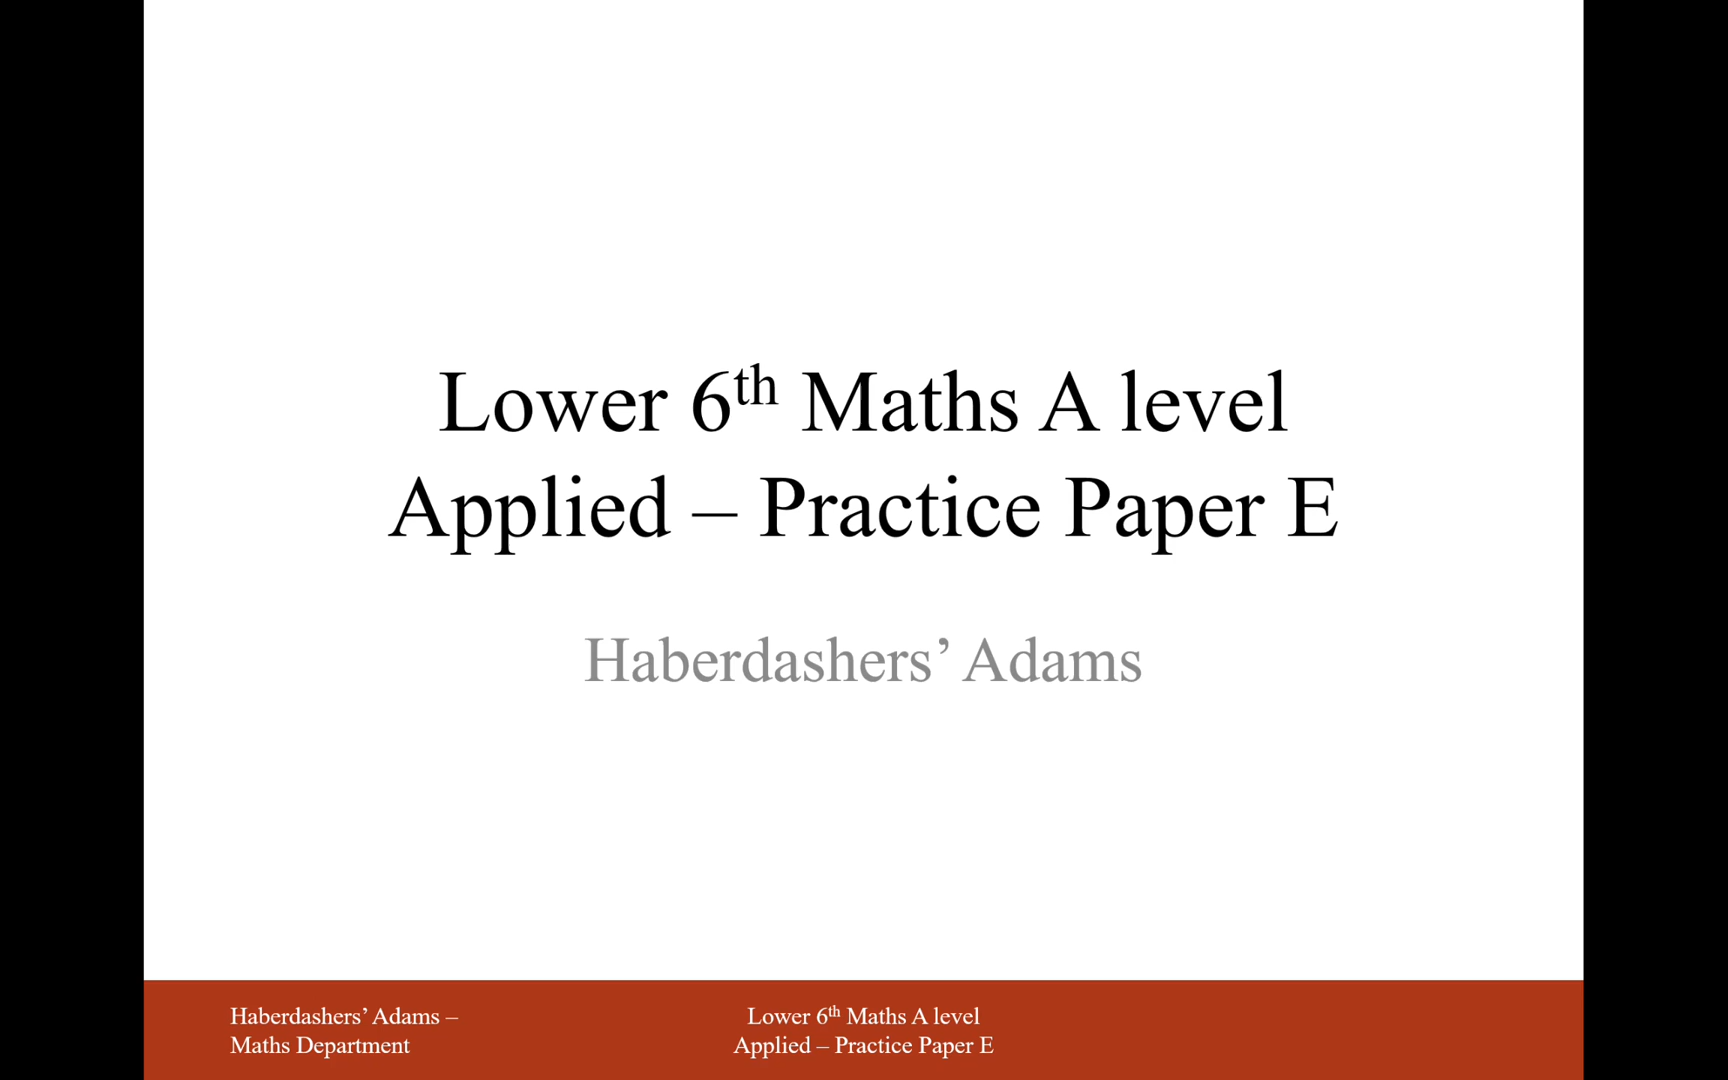 Lower 6th Maths A level
Applied – Practice Paper E
Haberdashers’ Adams
Haberdashers’ Adams –
Maths Department
Lower 6th Maths A level
Applied – Practice Paper E